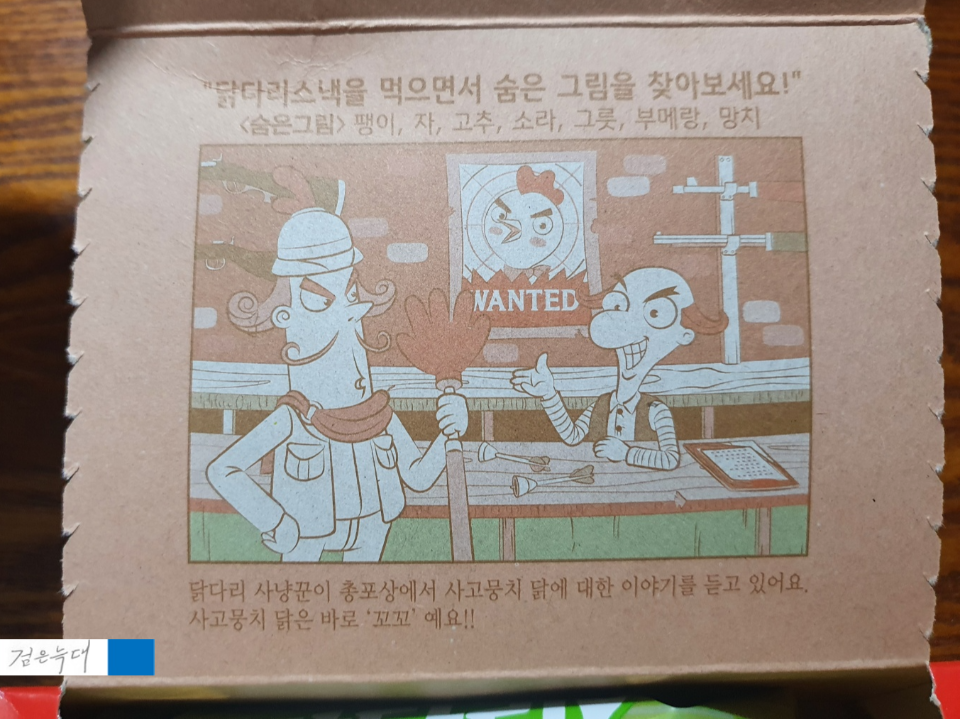 "닭다리스낵을 먹으면서 숨은 그림을 찾아보세요!"
<숨은그림> 팽이, 자, 고추, 소라, 그릇, 부메랑, 망치
WANTED
닭다리 사냥꾼이 총포상에서 사고뭉치 닭에 대한 이야기를 듣고 있어요.
사고뭉치 닭은 바로 '꼬꼬' 예요!!
검은늑대